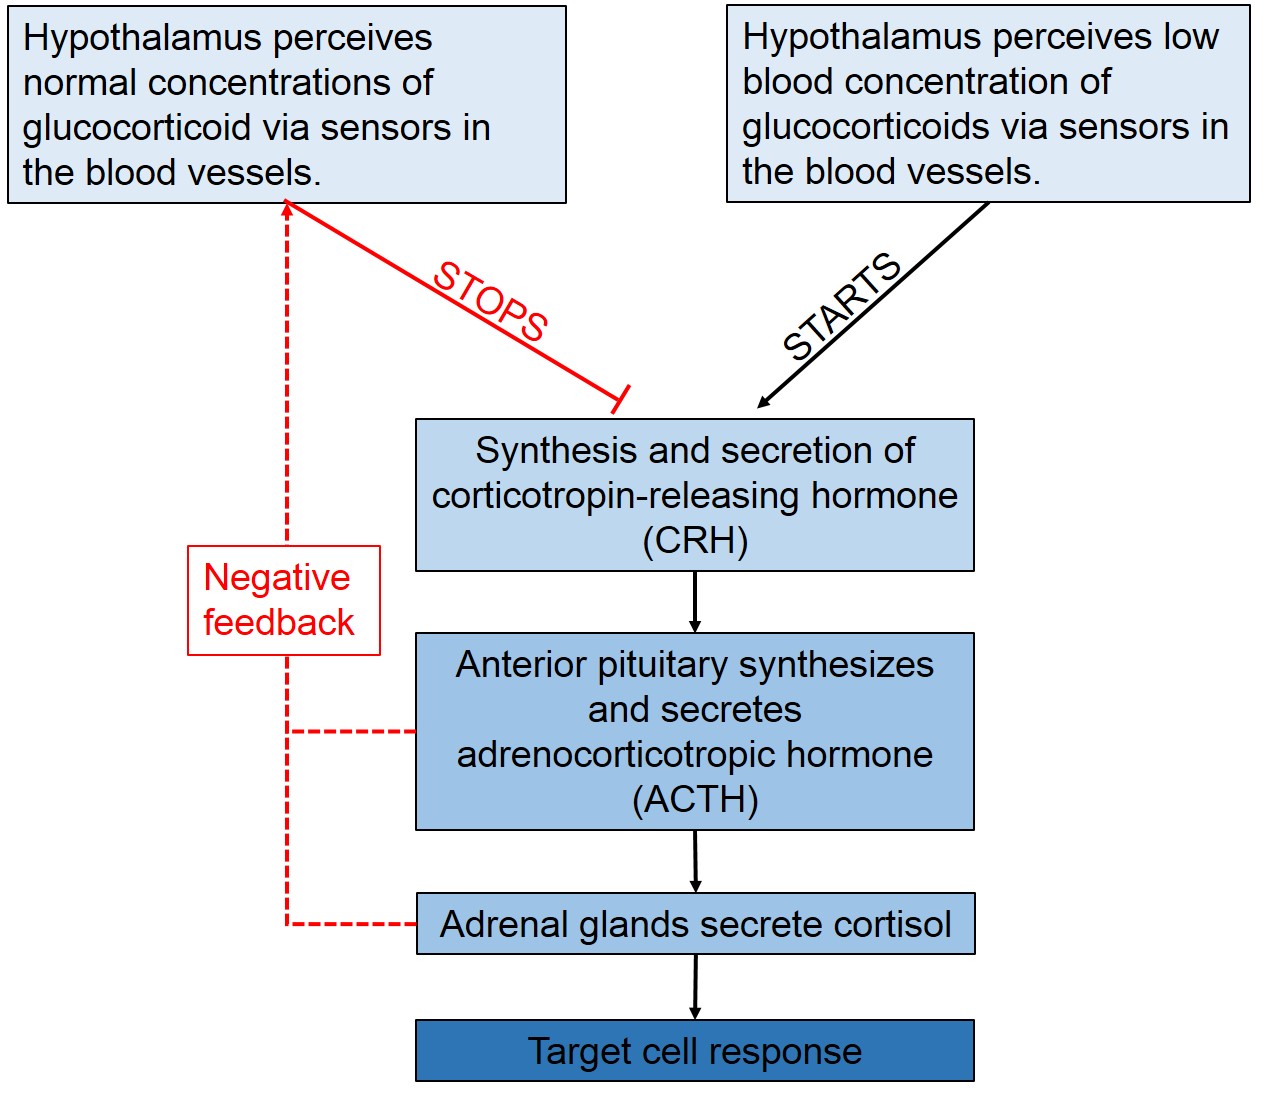 Hypothalamus perceives
normal concentrations of
glucocorticoid via sensors in
the blood vessels.
Hypothalamus perceives low
blood concentration of
glucocorticoids via sensors in
the blood vessels.
STOPS
STARTS
Synthesis and secretion of
corticotropin-releasing hormone
(CRH)
Negative
feedback
Anterior pituitary synthesizes
and secretes
adrenocorticotropic hormone
(ACTH)
Adrenal glands secrete cortisol
Target cell response